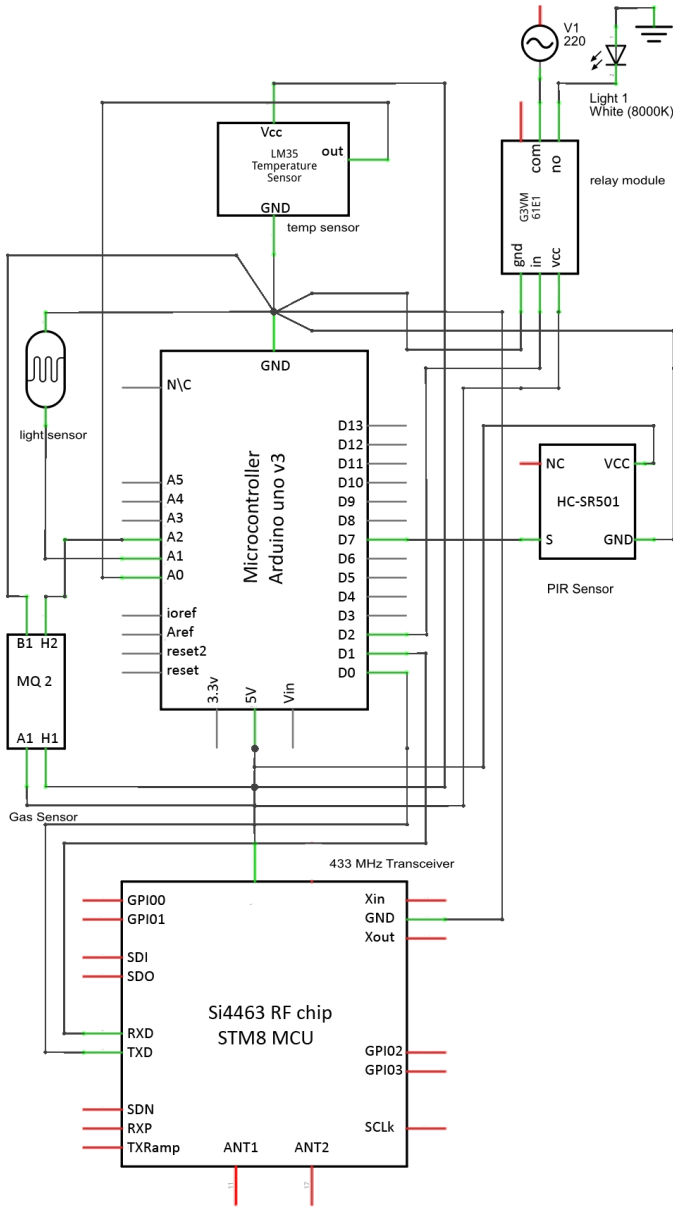 V1
220
Light 1
White (8000K)
Vcc
out
LM35
Temperature
Sensor
GND
temp sensor
com
no
G3VM
61E1
gnd
in
vcc
relay module
light sensor
GND
N\C
Microcontroller
Arduino uno v3
D13
D12
D11
D10
D9
D8
D7
D6
D5
D4
D3
D2
D1
D0
A5
A4
A3
A2
A1
A0
ioref
Aref
reset2
reset
3.3v
5V
Vin
NC
VCC
HC-SR501
S
GND
PIR Sensor
B1 H2
MQ 2
A1 H1
Gas Sensor
433 MHz Transceiver
GPI00
GPI01
SDI
SDO
RXD
TXD
SDN
RXP
TXRamp
Xin
GND
Xout
Si4463 RF chip
STM8 MCU
GPI02
GPI03
SCLk
ANT1
ANT2
11
17